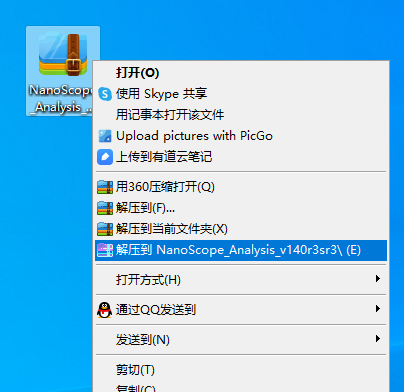 NanoScope
_Analysis_...
打开(O)
使用 Skype 共享
用记事本打开该文件
Upload pictures with PicGo
上传到有道云笔记
用360压缩打开(Q)
解压到(F)...
解压到当前文件夹(X)
解压到 NanoScope_Analysis_v140r3sr3\ (E)
打开方式(H)
通过QQ发送到
发送到(N)
剪切(T)
复制(C)